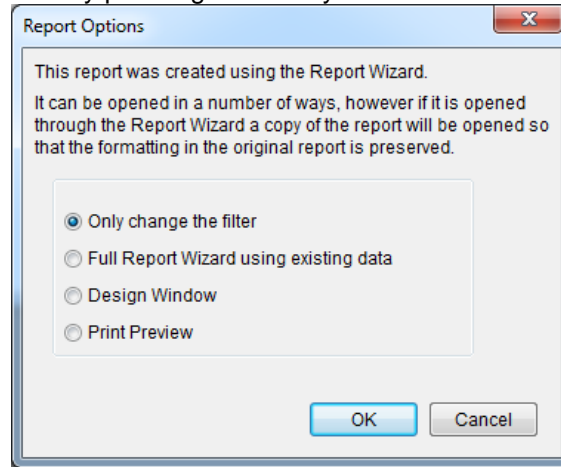 Report Options
This report was created using the Report Wizard.
It can be opened in a number of ways, however if it is opened
through the Report Wizard a copy of the report will be opened so
that the formatting in the original report is preserved.
Only change the filter
Full Report Wizard using existing data
Design Window
Print Preview
OK Cancel